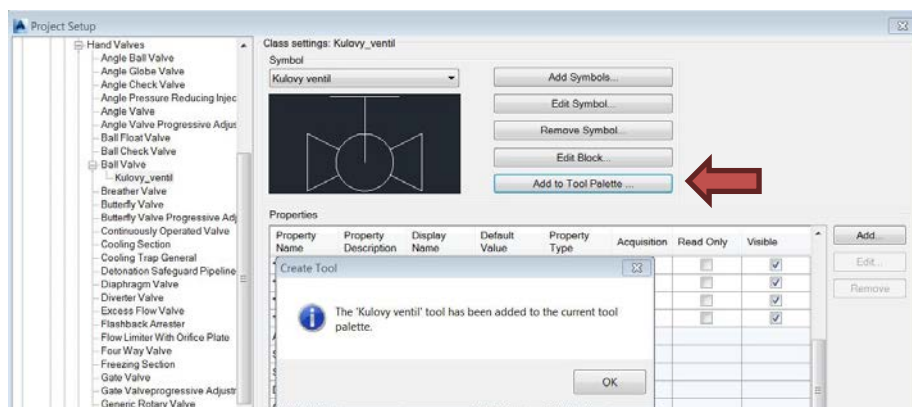 Project Setup
Hand Valves
Angle Ball Valve
Angle Globe Valve
Angle Check Valve
Angle Pressure Reducing Injec
Angle Valve
Angle Valve Progressive Adjus
Ball Float Valve
Ball Check Valve
Ball Valve
Kulovy_ventil
Breather Valve
Butterfly Valve
Butterfly Valve Progressive Adj
Continuously Operated Valve
Cooling Section
Cooling Trap General
Detonation Safeguard Pipeline
Diaphragm Valve
Diverter Valve
Excess Flow Valve
Flashback Arrester
Flow Limiter With Orifice Plate
Four Way Valve
Freezing Section
Gate Valve
Gate Valveprogressive Adjustr
Generic Rotary Valve
Class settings: Kulovy_ventil
Symbol
Kulovy ventil
Add Symbols...
Edit Symbol...
Remove Symbol...
Edit Block...
Add to Tool Palette ...
Properties
Property Name
Property Description
Display Name
Default Value
Property Type
Acquisition
Read Only
Visible
Add...
Edit...
Remove
Create Tool
The 'Kulovy ventil' tool has been added to the current tool
palette.
OK